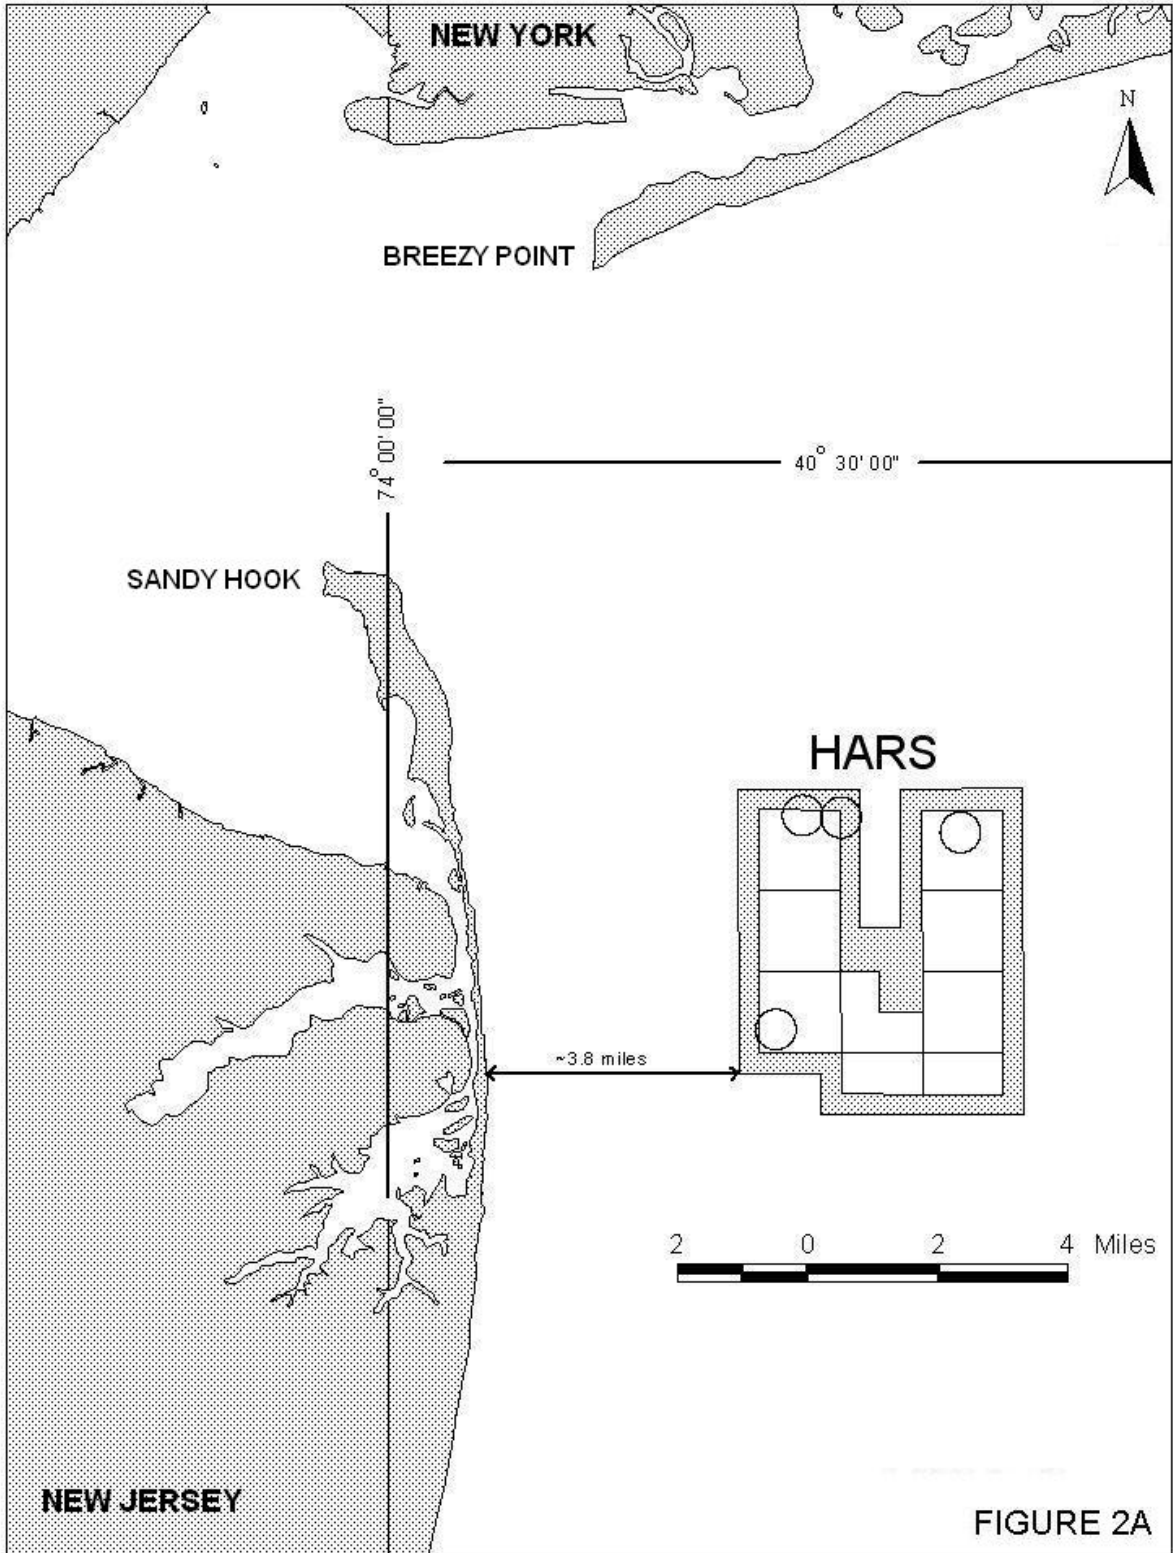 NEW YORK
N
BREEZY POINT
74° 00' 00"
40° 30' 00"
SANDY HOOK
HARS
~3.8 miles
2 0 2 4 Miles
NEW JERSEY
FIGURE 2A